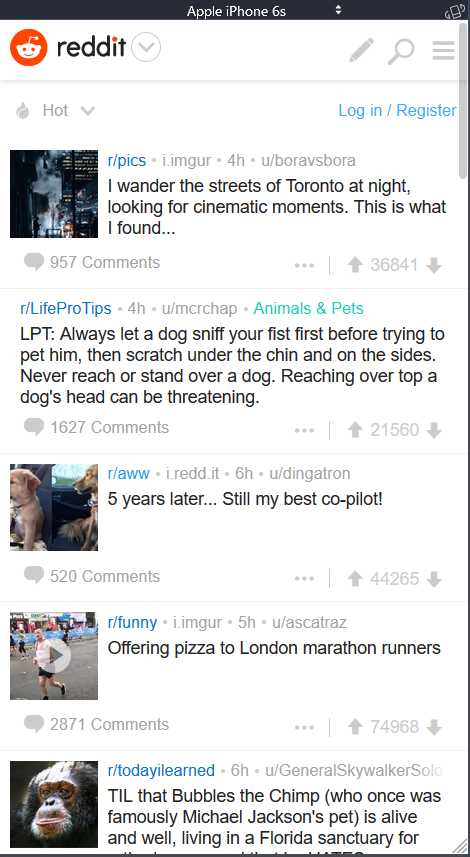 Apple iPhone 6s
reddit
Hot
Log in / Register
r/pics • i.imgur • 4h • u/boravsbora
I wander the streets of Toronto at night,
looking for cinematic moments. This is what
I found...
957 Comments
36841
r/LifeProTips • 4h • u/mcrchap • Animals & Pets
LPT: Always let a dog sniff your fist first before trying to
pet him, then scratch under the chin and on the sides.
Never reach or stand over a dog. Reaching over top a
dog's head can be threatening.
1627 Comments
21560
r/aww • i.redd.it • 6h • u/dingatron
5 years later... Still my best co-pilot!
520 Comments
44265
r/funny • i.imgur • 5h • u/ascatraz
Offering pizza to London marathon runners
2871 Comments
74968
r/todayilearned • 6h • u/GeneralSkywalkerSolo
TIL that Bubbles the Chimp (who once was
famously Michael Jackson's pet) is alive
and well, living in a Florida sanctuary for